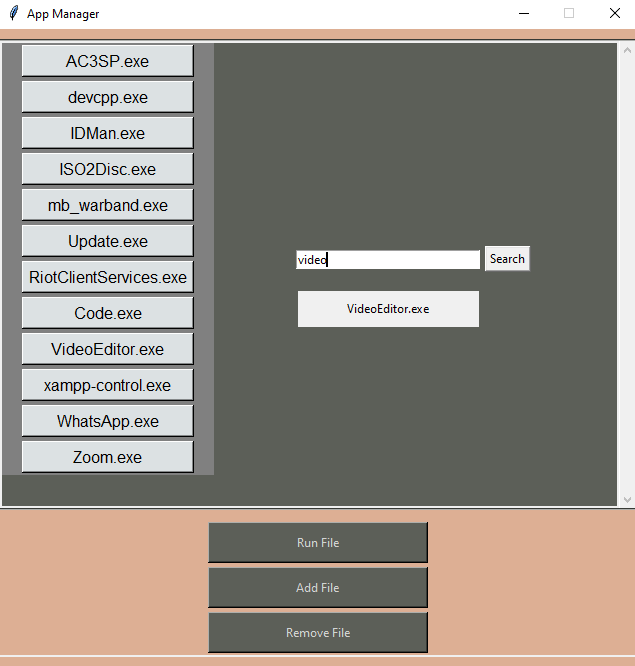 App Manager
AC3SP.exe
devcpp.exe
IDMan.exe
ISO2Disc.exe
mb_warband.exe
Update.exe
RiotClientServices.exe
Code.exe
VideoEditor.exe
xampp-control.exe
WhatsApp.exe
Zoom.exe
video Search
VideoEditor.exe
Run File
Add File
Remove File